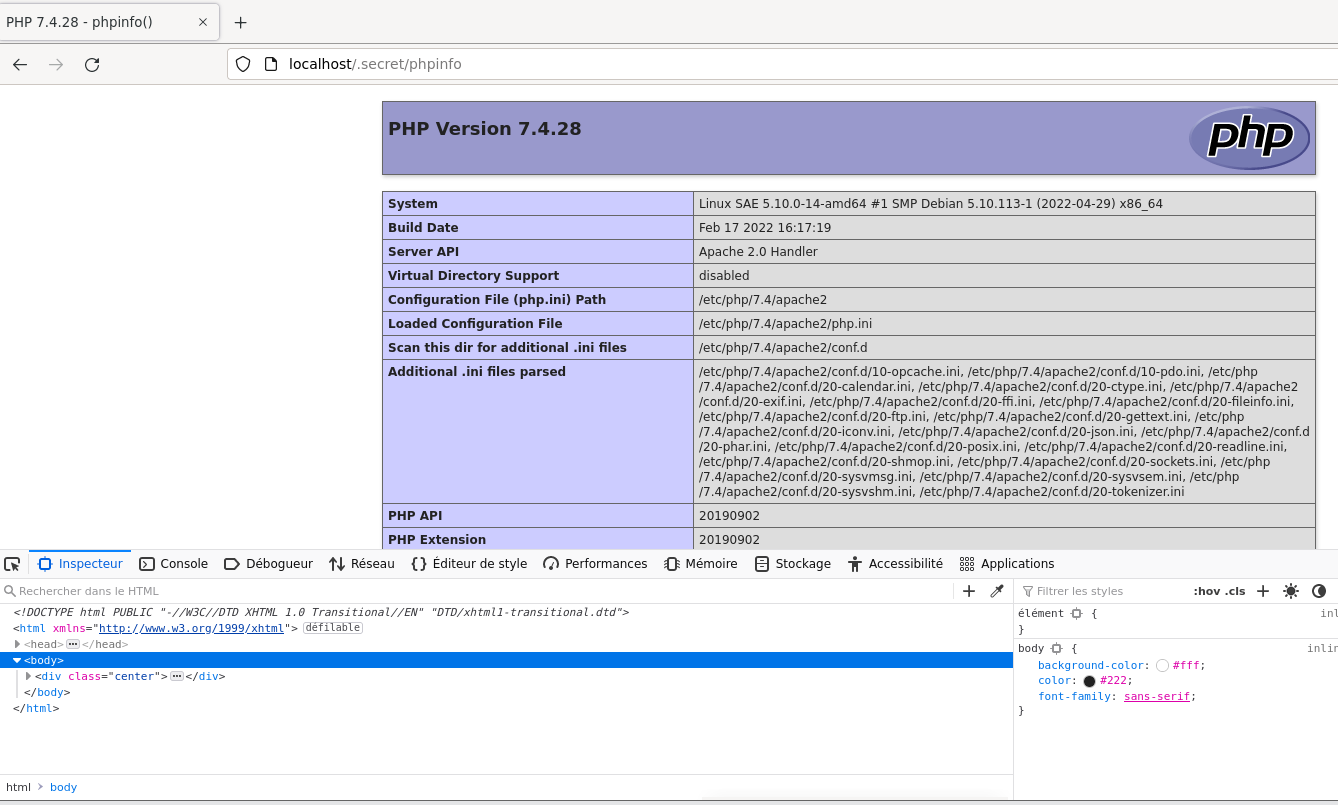 PHP 7.4.28 - phpinfo()
localhost/.secret/phpinfo
PHP Version 7.4.28
php
System Linux SAE 5.10.0-14-amd64 #1 SMP Debian 5.10.113-1 (2022-04-29) x86_64
Build Date Feb 17 2022 16:17:19
Server API Apache 2.0 Handler
Virtual Directory Support disabled
Configuration File (php.ini) Path /etc/php/7.4/apache2
Loaded Configuration File /etc/php/7.4/apache2/php.ini
Scan this dir for additional .ini files /etc/php/7.4/apache2/conf.d
Additional .ini files parsed /etc/php/7.4/apache2/conf.d/10-opcache.ini, /etc/php/7.4/apache2/conf.d/10-pdo.ini, /etc/php
/7.4/apache2/conf.d/20-calendar.ini, /etc/php/7.4/apache2/conf.d/20-ctype.ini, /etc/php/7.4/apache2
/conf.d/20-exif.ini, /etc/php/7.4/apache2/conf.d/20-ffi.ini, /etc/php/7.4/apache2/conf.d/20-fileinfo.ini,
/etc/php/7.4/apache2/conf.d/20-ftp.ini, /etc/php/7.4/apache2/conf.d/20-gettext.ini, /etc/php
/7.4/apache2/conf.d/20-iconv.ini, /etc/php/7.4/apache2/conf.d/20-json.ini, /etc/php/7.4/apache2/conf.d
/20-phar.ini, /etc/php/7.4/apache2/conf.d/20-posix.ini, /etc/php/7.4/apache2/conf.d/20-readline.ini,
/etc/php/7.4/apache2/conf.d/20-shmop.ini, /etc/php/7.4/apache2/conf.d/20-sockets.ini, /etc/php
/7.4/apache2/conf.d/20-sysvmsg.ini, /etc/php/7.4/apache2/conf.d/20-sysvsem.ini, /etc/php
/7.4/apache2/conf.d/20-sysvshm.ini, /etc/php/7.4/apache2/conf.d/20-tokenizer.ini
PHP API 20190902
PHP Extension 20190902
Inspecteur Console Débogueur Réseau Éditeur de style Performances Mémoire Stockage Accessibilité Applications
Rechercher dans le HTML
Filtrer les styles :hov .cls
<!DOCTYPE html PUBLIC "-//W3C//DTD XHTML 1.0 Transitional//EN" "DTD/xhtml1-transitional.dtd">
<html xmlns="http://www.w3.org/1999/xhtml"> défilable
<head> ••• </head>
<body>
<div class="center"> ••• </div>
</body>
</html>
élément { inl
}
body { inlin
background-color: #fff;
color: #222;
font-family: sans-serif;
}
html > body